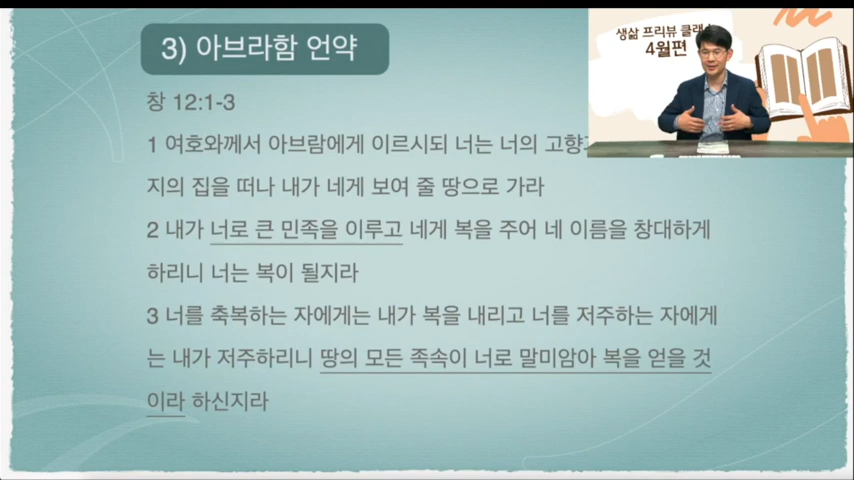 3) 아브라함 언약
생삶 프리뷰 클래스
4월편
창 12:1-3
1 여호와께서 아브람에게 이르시되 너는 너의 고향
지의 집을 떠나 내가 네게 보여 줄 땅으로 가라
2 내가 너로 큰 민족을 이루고 네게 복을 주어 네 이름을 창대하게
하리니 너는 복이 될지라
3 너를 축복하는 자에게는 내가 복을 내리고 너를 저주하는 자에게
는 내가 저주하리니 땅의 모든 족속이 너로 말미암아 복을 얻을 것
이라 하신지라